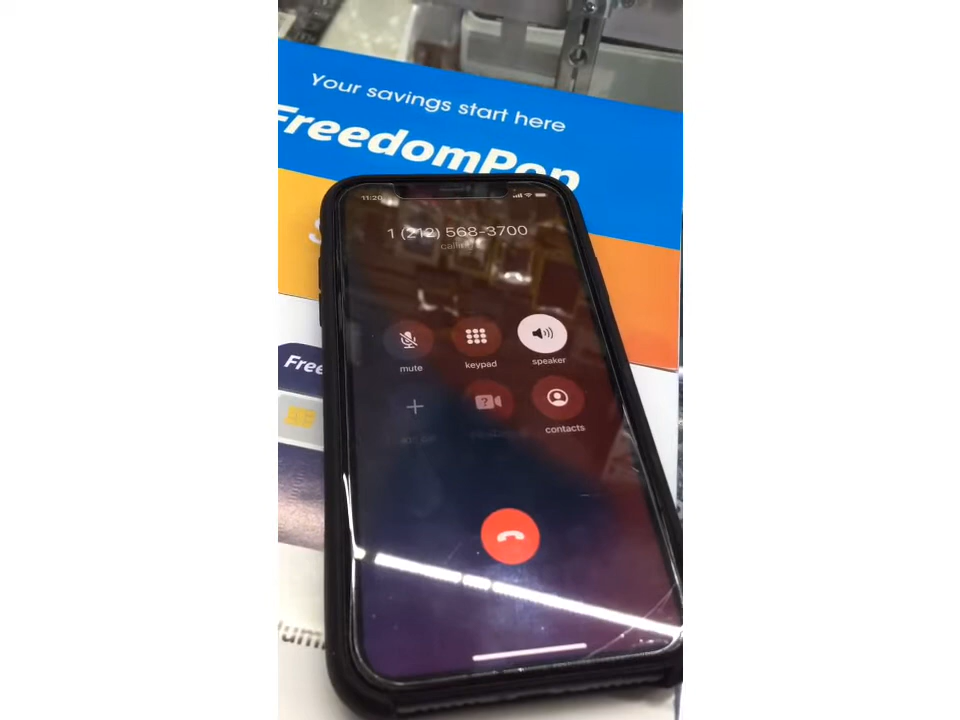 Your savings start here
FreedomPop
11:20
1 (212) 568-3700
calling
mute
keypad
speaker
contacts
Free